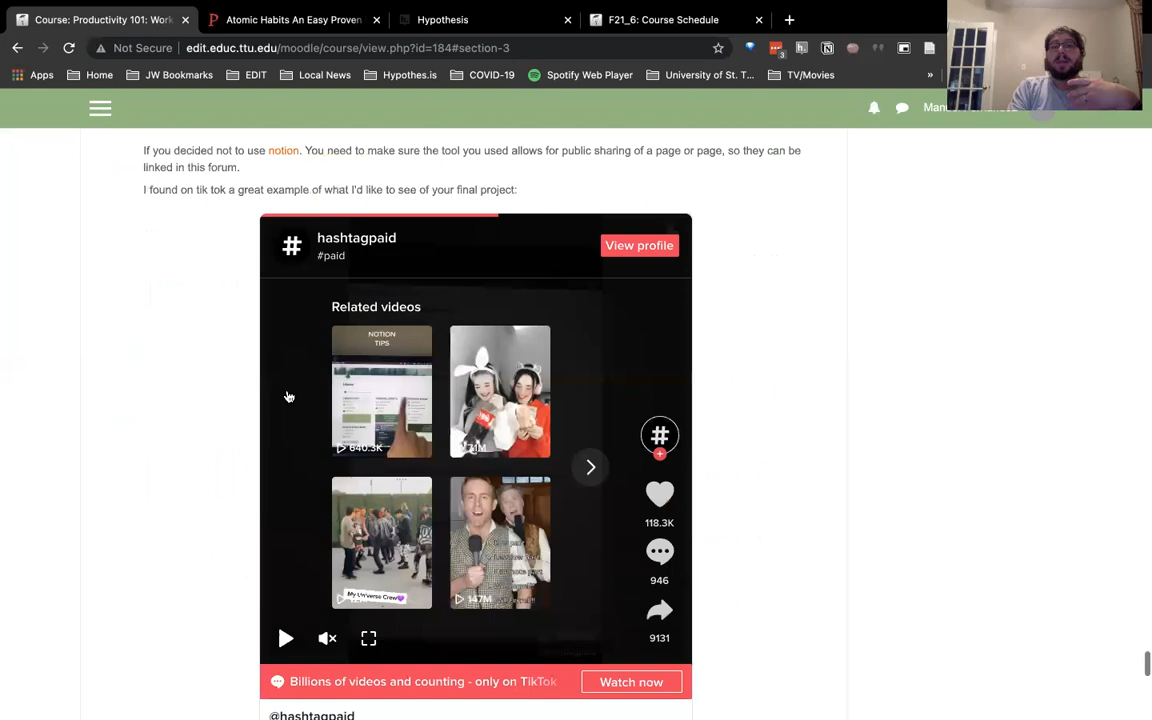 Course: Productivity 101: Work
Atomic Habits An Easy Proven
Hypothesis
F21_6: Course Schedule
Not Secure
edit.educ.ttu.edu/moodle/course/view.php?id=184#section-3
3
Apps
Home
JW Bookmarks
EDIT
Local News
Hypothes.is
COVID-19
Spotify Web Player
University of St. T...
TV/Movies
»
If you decided not to use notion. You need to make sure the tool you used allows for public sharing of a page or page, so they can be
linked in this forum.
I found on tik tok a great example of what I'd like to see of your final project:
hashtagpaid
#paid
View profile
Related videos
NOTION
TIPS
640.3K
147M
118.3K
946
9131
Billions of videos and counting - only on TikTok
Watch now
@hashtagpaid